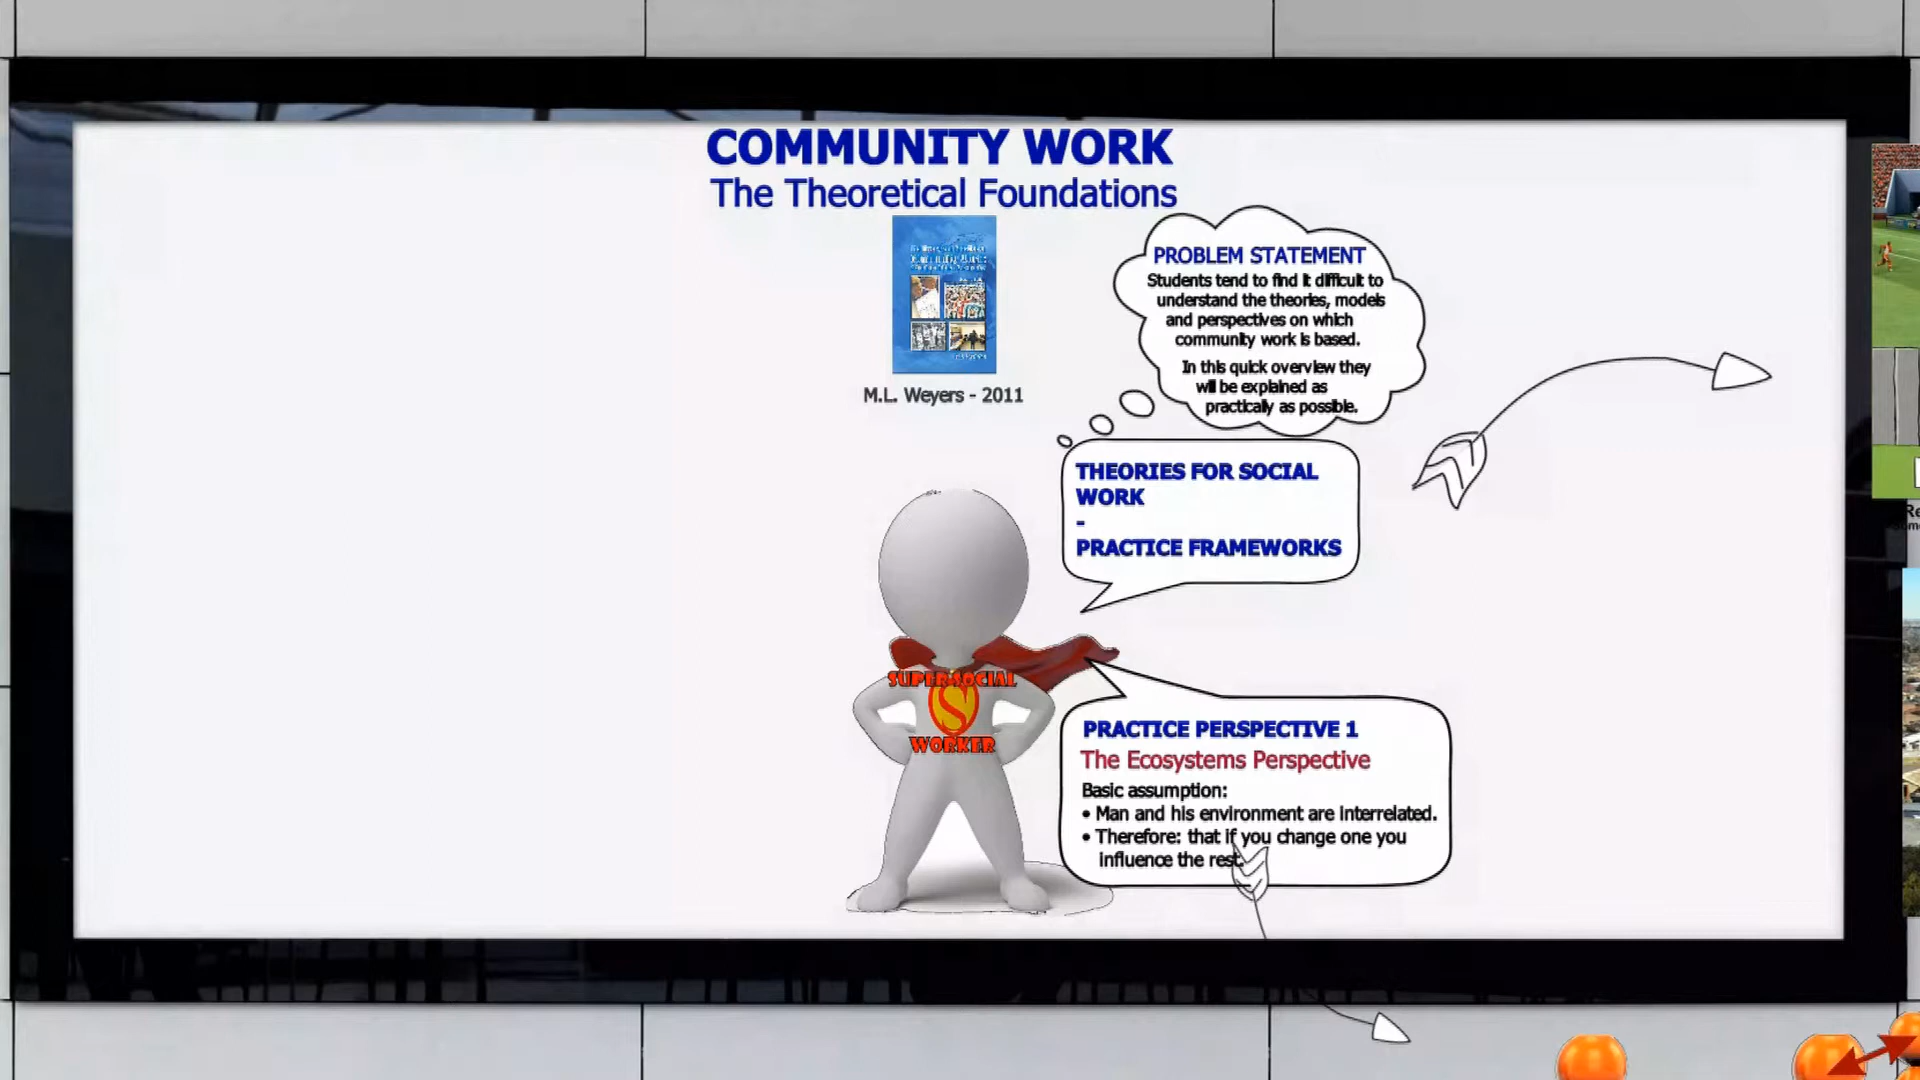 COMMUNITY WORK
The Theoretical Foundations
M.L. Weyers - 2011
PROBLEM STATEMENT
Students tend to find it difficult to
understand the theories, models
and perspectives on which
community work is based.
In this quick overview they
will be explained as
practically as possible.
THEORIES FOR SOCIAL
WORK
-
PRACTICE FRAMEWORKS
SUPER SOCIAL
S
WORKER
PRACTICE PERSPECTIVE 1
The Ecosystems Perspective
Basic assumption:
• Man and his environment are interrelated.
• Therefore: that if you change one you
influence the rest.